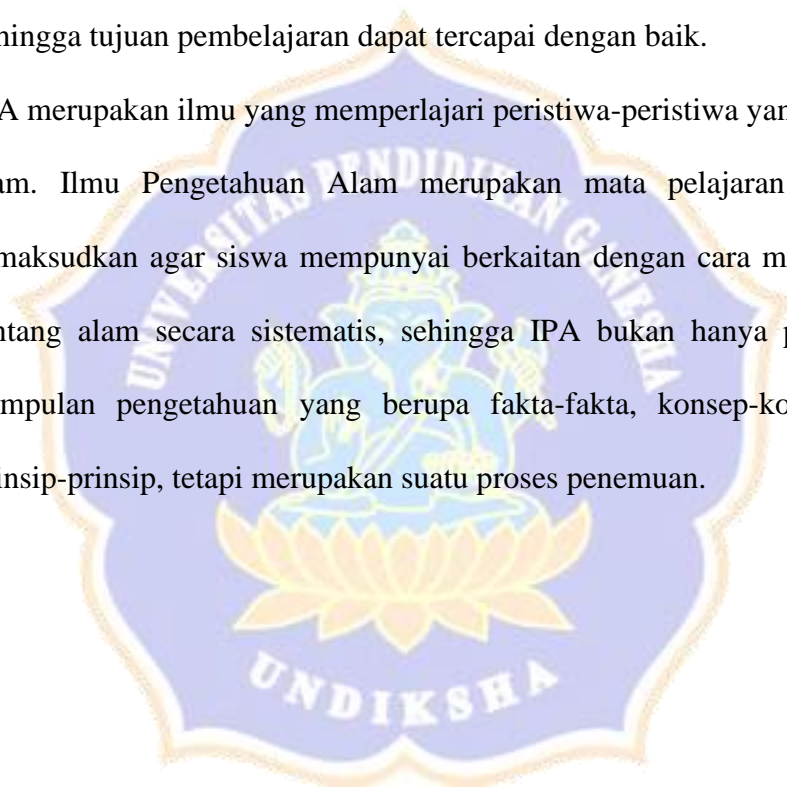 hingga tujuan pembelajaran dapat tercapai dengan baik.
A merupakan ilmu yang memperlajari peristiwa-peristiwa yan
am. Ilmu Pengetahuan Alam merupakan mata pelajaran
maksudkan agar siswa mempunyai berkaitan dengan cara m
ntang alam secara sistematis, sehingga IPA bukan hanya p
mpulan pengetahuan yang berupa fakta-fakta, konsep-ko
insip-prinsip, tetapi merupakan suatu proses penemuan.
UNIVERSITAS PENDIDIKAN GANESHA
UNDIKSHA